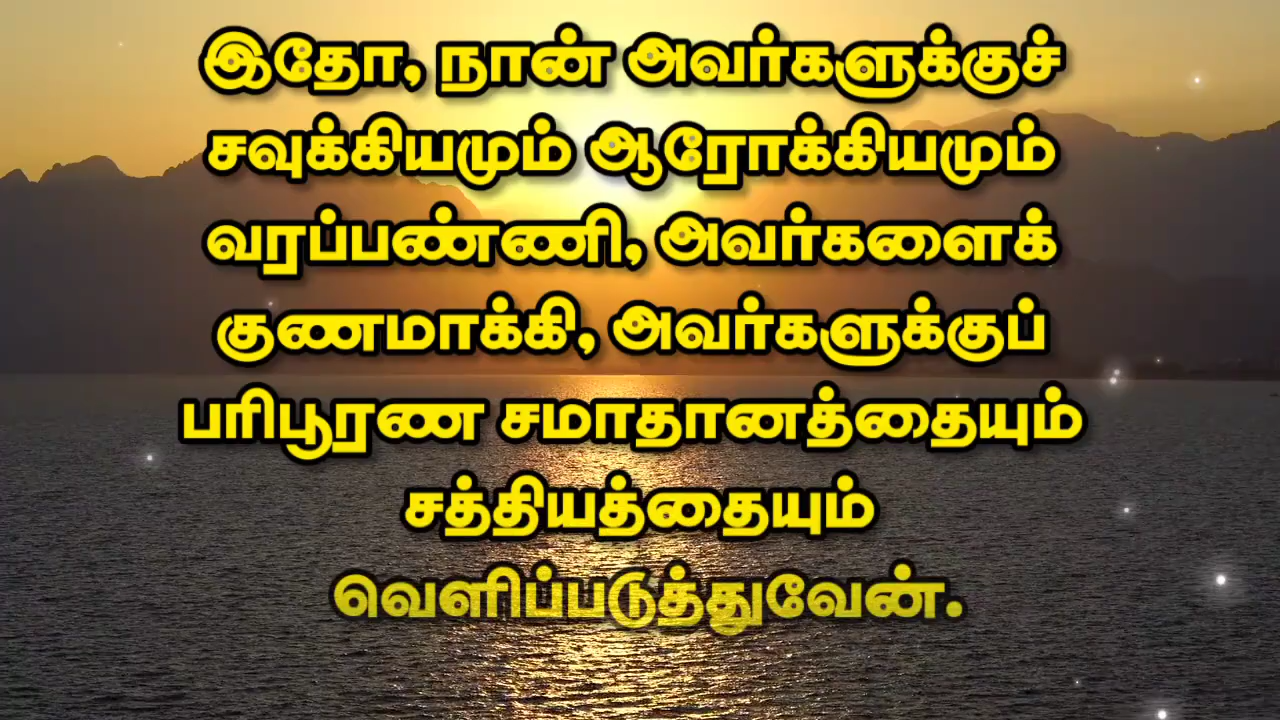 இதோ, நான் அவர்களுக்குச்
சவுக்கியமும் ஆரோக்கியமும்
வரப்பண்ணி, அவர்களைக்
குணமாக்கி, அவர்களுக்குப்
பரிபூரண சமாதானத்தையும்
சத்தியத்தையும்
வெளிப்படுத்துவேன்.